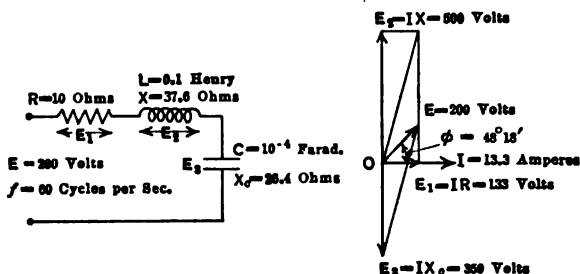 L=0.1 Henry
R=10 Ohms
X=37.6 Ohms
E₁
E₂
E=200 Volts
E₃
C=10⁻⁴ Farad.
f=60 Cycles per Sec.
X꜀=26.4 Ohms
E₂=IX=500 Volts
E=200 Volts
ϕ = 48°18′
O
I=13.3 Amperes
E₁=IR=133 Volts
E₃=IX꜀=350 Volts